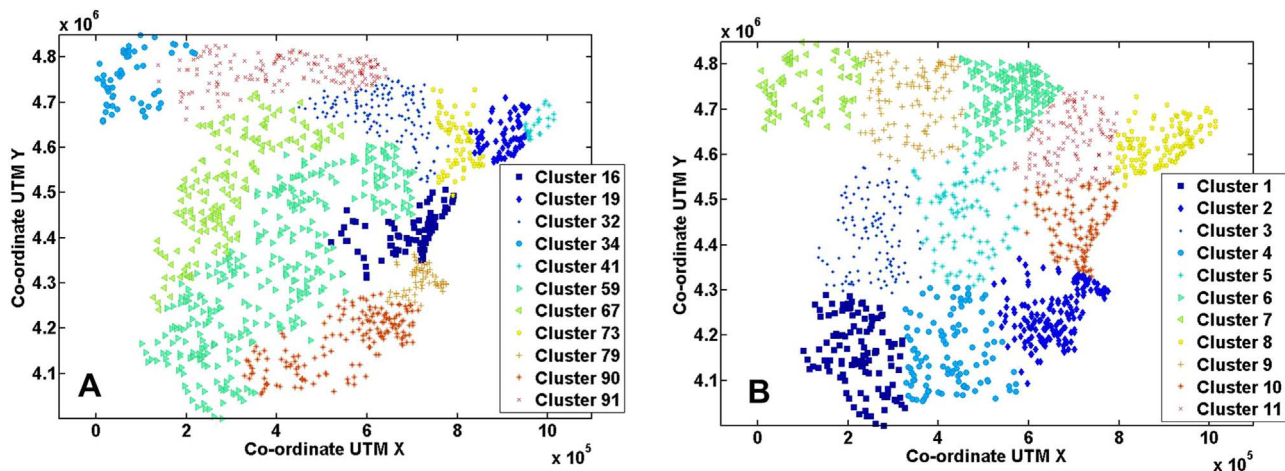 x 10^6
4.8
4.7
4.6
4.5
4.4
4.3
4.2
4.1
Co-ordinate UTM Y
A
Cluster 16
Cluster 19
Cluster 32
Cluster 34
Cluster 41
Cluster 59
Cluster 67
Cluster 73
Cluster 79
Cluster 90
Cluster 91
0 2 4 6 8 10
Co-ordinate UTM X
x 10^5
x 10^6
4.8
4.7
4.6
4.5
4.4
4.3
4.2
4.1
Co-ordinate UTM Y
B
Cluster 1
Cluster 2
Cluster 3
Cluster 4
Cluster 5
Cluster 6
Cluster 7
Cluster 8
Cluster 9
Cluster 10
Cluster 11
0 2 4 6 8 10
Co-ordinate UTM X
x 10^5